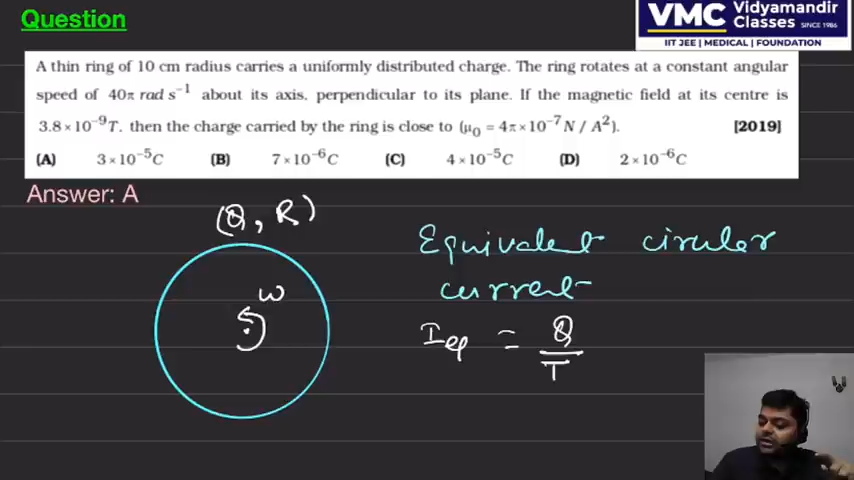 Question
VMC Vidyamandir Classes SINCE 1986
IIT JEE | MEDICAL | FOUNDATION
A thin ring of 10 cm radius carries a uniformly distributed charge. The ring rotates at a constant angular
speed of 40π rad s⁻¹ about its axis, perpendicular to its plane. If the magnetic field at its centre is
3.8×10⁻⁹T, then the charge carried by the ring is close to (μ₀ = 4π×10⁻⁷N / A²). [2019]
(A) 3×10⁻⁵C (B) 7×10⁻⁶C (C) 4×10⁻⁵C (D) 2×10⁻⁶C
Answer: A
(Q, R)
ω
Equivalent circular
current
I_eq = Q/T